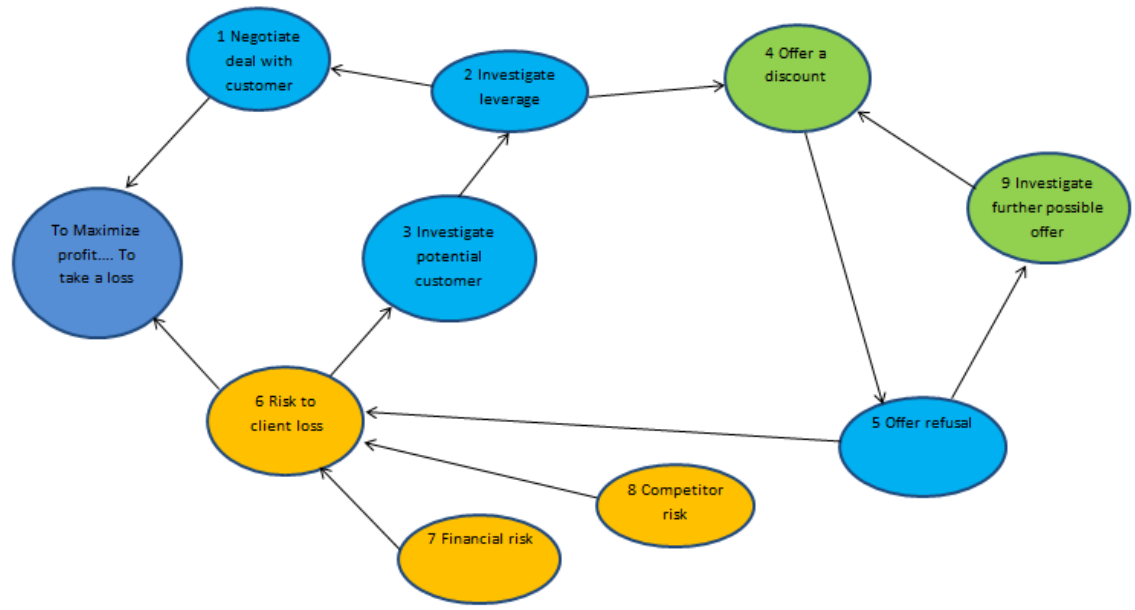 1 Negotiate
deal with
customer
2 Investigate
leverage
4 Offer a
discount
9 Investigate
further possible
offer
To Maximize
profit.... To
take a loss
3 Investigate
potential
customer
6 Risk to
client loss
5 Offer refusal
8 Competitor
risk
7 Financial risk